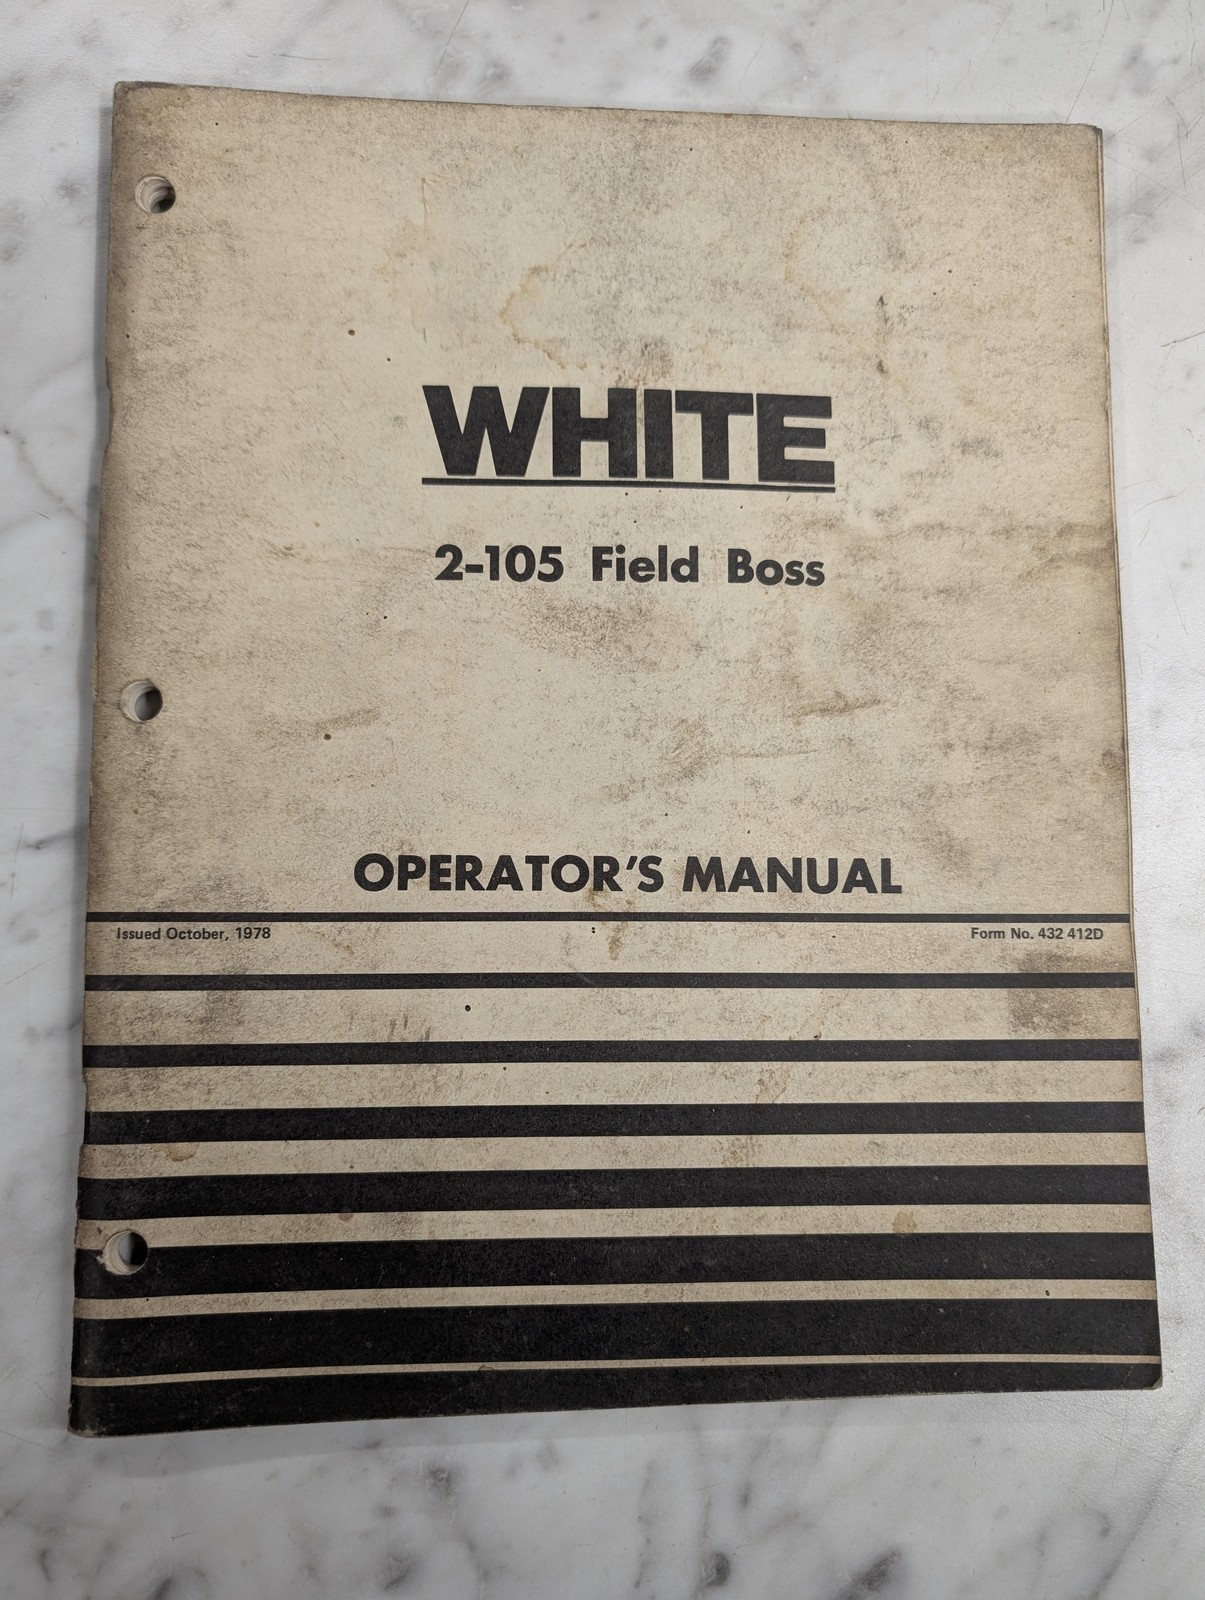 WHITE
2-105 Field Boss
OPERATOR'S MANUAL
Issued October, 1978
Form No. 432 412D